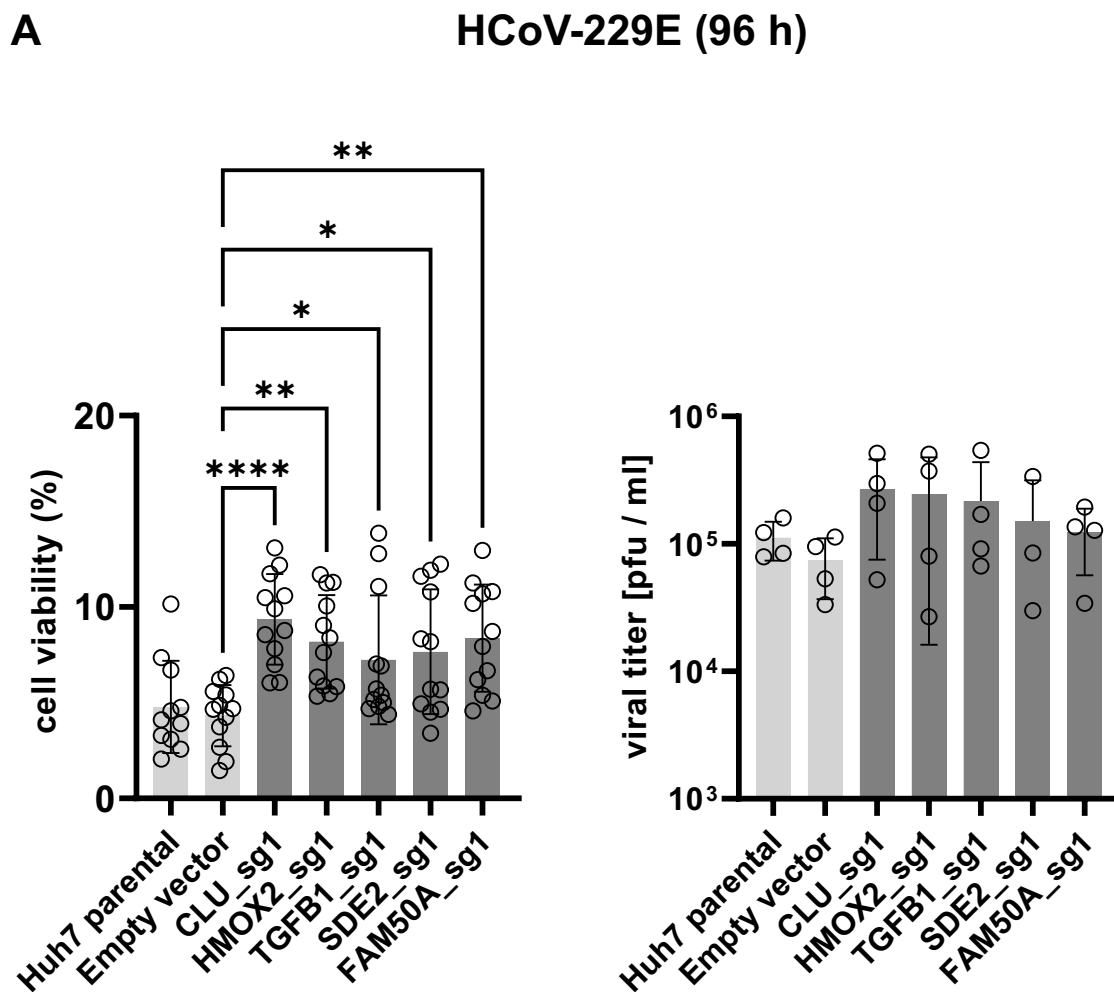 A
HCoV-229E (96 h)
**
*
*
**
****
20
10
0
cell viability (%)
Huh7 parental
Empty vector
CLU_sg1
HMOX2_sg1
TGFB1_sg1
SDE2_sg1
FAM50A_sg1
10⁶
10⁵
10⁴
10³
viral titer [pfu / ml]
Huh7 parental
Empty vector
CLU_sg1
HMOX2_sg1
TGFB1_sg1
SDE2_sg1
FAM50A_sg1